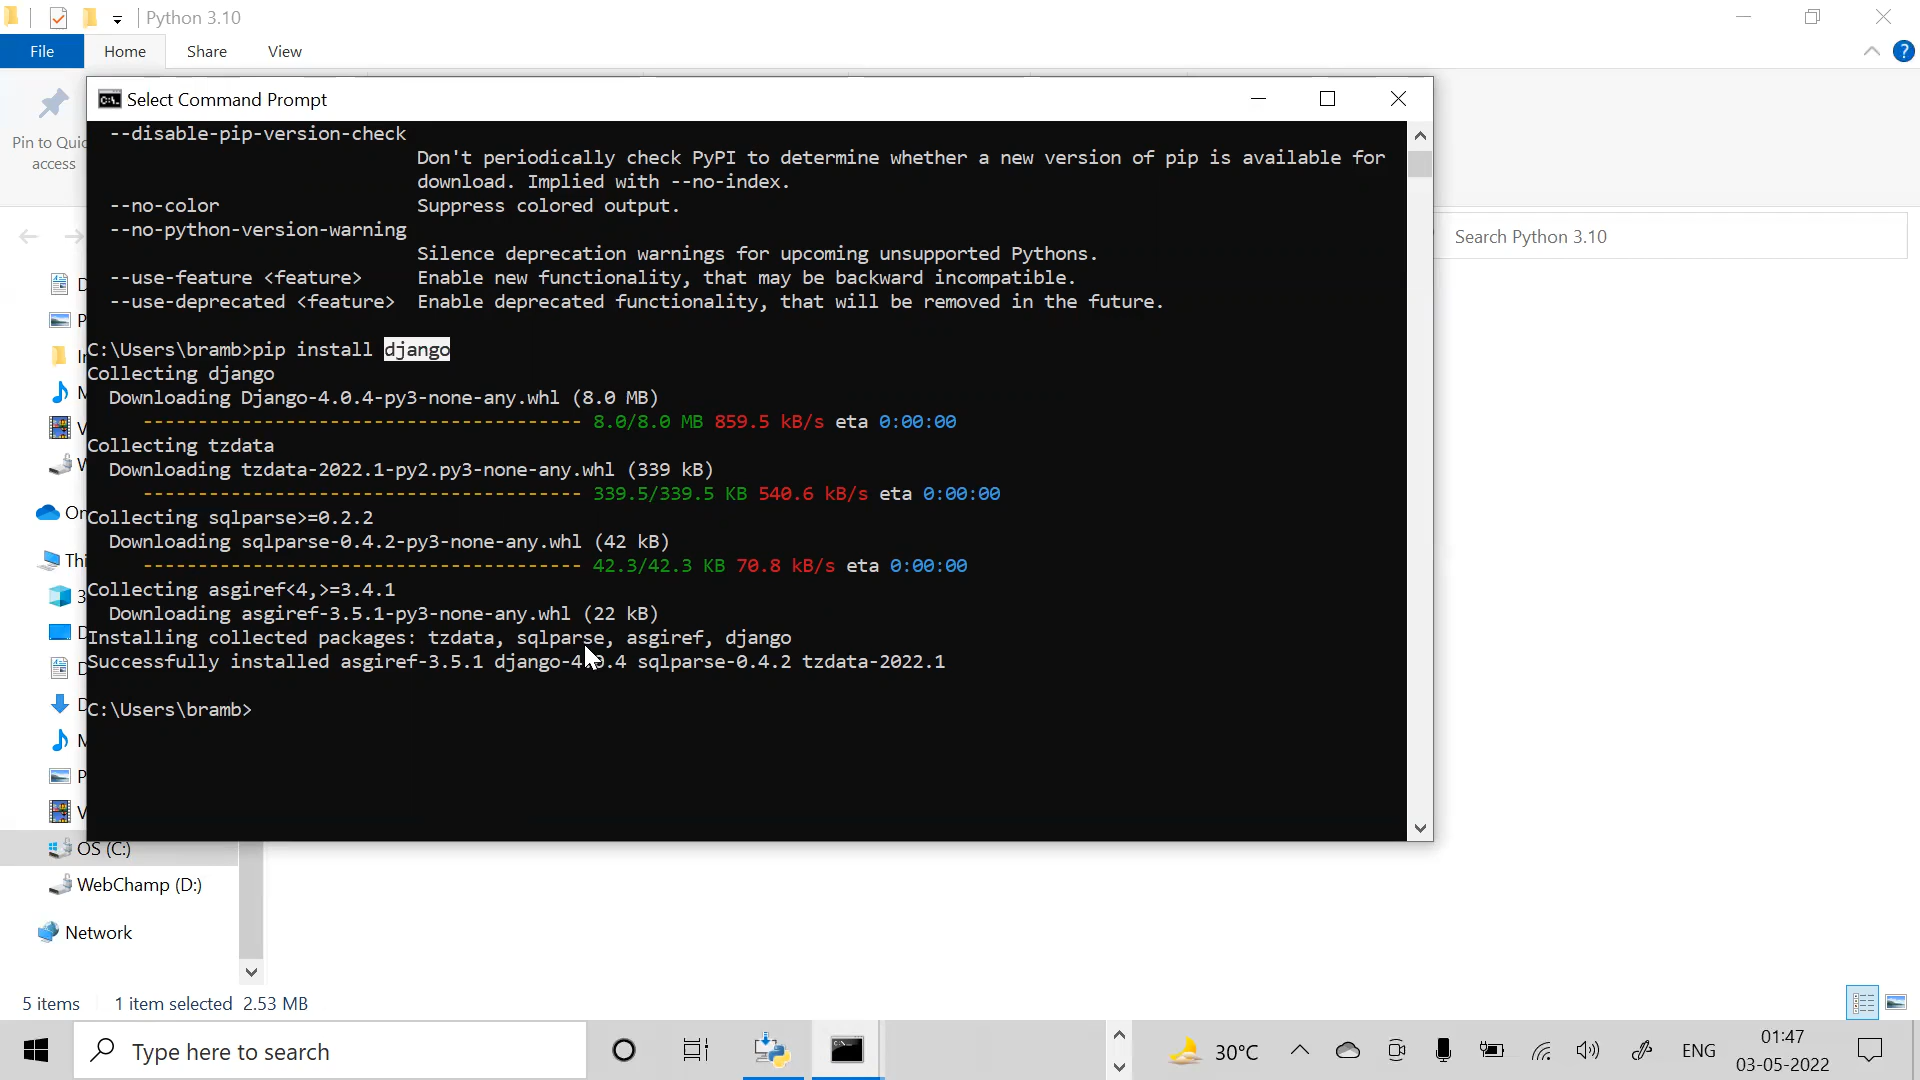 Python 3.10
File
Home
Share
View
Pin to Quic
access
Search Python 3.10
Select Command Prompt
--disable-pip-version-check
Don't periodically check PyPI to determine whether a new version of pip is available for
download. Implied with --no-index.
--no-color Suppress colored output.
--no-python-version-warning
Silence deprecation warnings for upcoming unsupported Pythons.
--use-feature <feature> Enable new functionality, that may be backward incompatible.
--use-deprecated <feature> Enable deprecated functionality, that will be removed in the future.
C:\Users\bramb>pip install django
Collecting django
Downloading Django-4.0.4-py3-none-any.whl (8.0 MB)
---------------------------------------- 8.0/8.0 MB 859.5 kB/s eta 0:00:00
Collecting tzdata
Downloading tzdata-2022.1-py2.py3-none-any.whl (339 kB)
---------------------------------------- 339.5/339.5 KB 540.6 kB/s eta 0:00:00
Collecting sqlparse>=0.2.2
Downloading sqlparse-0.4.2-py3-none-any.whl (42 kB)
---------------------------------------- 42.3/42.3 KB 70.8 kB/s eta 0:00:00
Collecting asgiref<4,>=3.4.1
Downloading asgiref-3.5.1-py3-none-any.whl (22 kB)
Installing collected packages: tzdata, sqlparse, asgiref, django
Successfully installed asgiref-3.5.1 django-4.0.4 sqlparse-0.4.2 tzdata-2022.1
C:\Users\bramb>
D
P
M
V
W
On
Thi
3
D
D
D
M
P
V
OS (C:)
WebChamp (D:)
Network
5 items 1 item selected 2.53 MB
Type here to search
30°C
ENG
01:47
03-05-2022